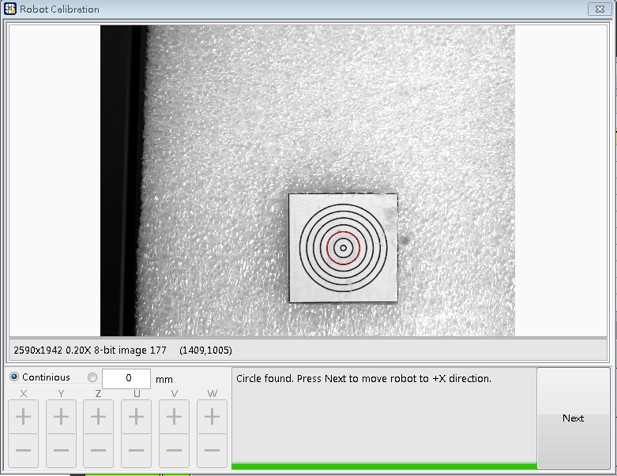 Robot Calibration
2590x1942 0.20X 8-bit image 177 (1409,1005)
Continious 0 mm
X Y Z U V W
Circle found. Press Next to move robot to +X direction.
Next